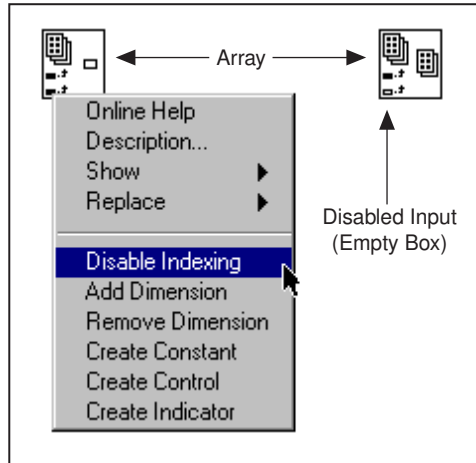 Array
Online Help
Description...
Show
Replace
Disabled Input
(Empty Box)
Disable Indexing
Add Dimension
Remove Dimension
Create Constant
Create Control
Create Indicator